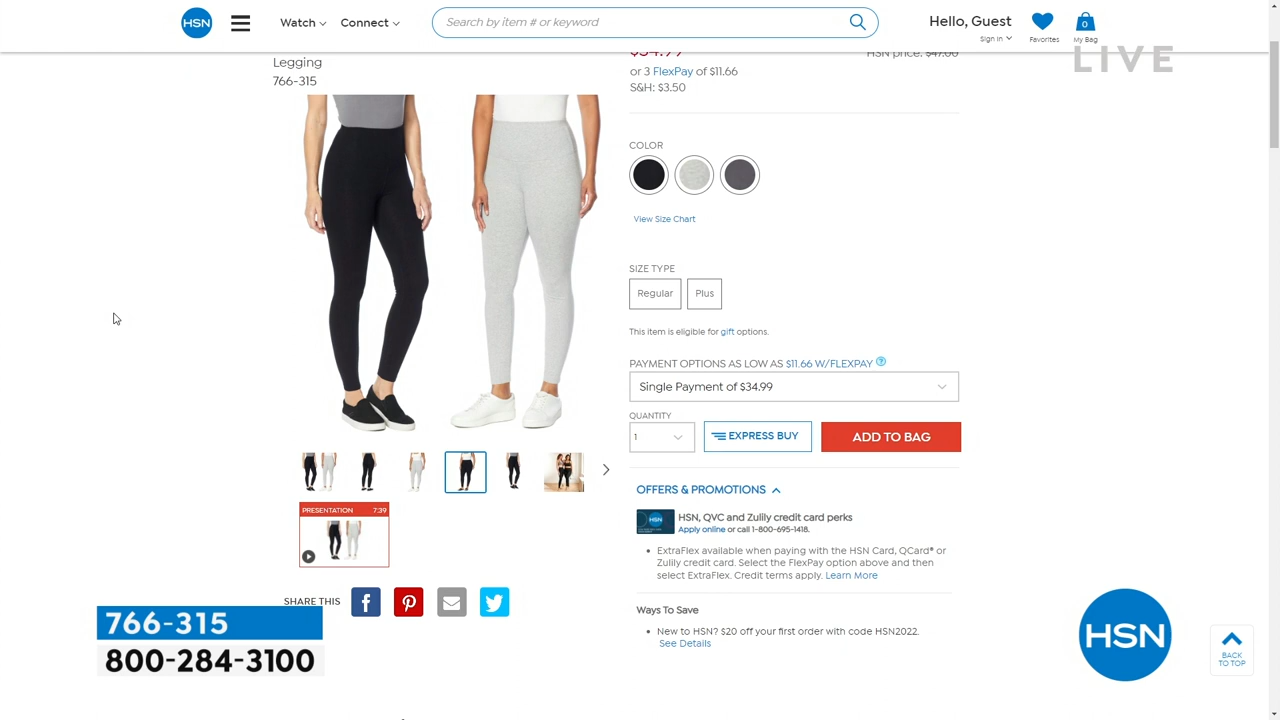 HSN
Watch
Connect
Search by item # or keyword
Hello, Guest
Sign In
Favorites
0
My Bag
LIVE
$34.99
HSN price: $47.00
Legging
766-315
or 3 FlexPay of $11.66
S&H: $3.50
COLOR
View Size Chart
SIZE TYPE
Regular
Plus
This item is eligible for gift options.
PAYMENT OPTIONS AS LOW AS $11.66 W/FLEXPAY ?
Single Payment of $34.99
QUANTITY
1
EXPRESS BUY
ADD TO BAG
OFFERS & PROMOTIONS
HSN
HSN, QVC and Zulily credit card perks
Apply online or call 1-800-695-1418.
• ExtraFlex available when paying with the HSN Card, QCard® or
Zulily credit card. Select the FlexPay option above and then
select ExtraFlex. Credit terms apply. Learn More
Ways To Save
• New to HSN? $20 off your first order with code HSN2022.
See Details
PRESENTATION 7:39
SHARE THIS
766-315
800-284-3100
HSN
BACK
TO TOP